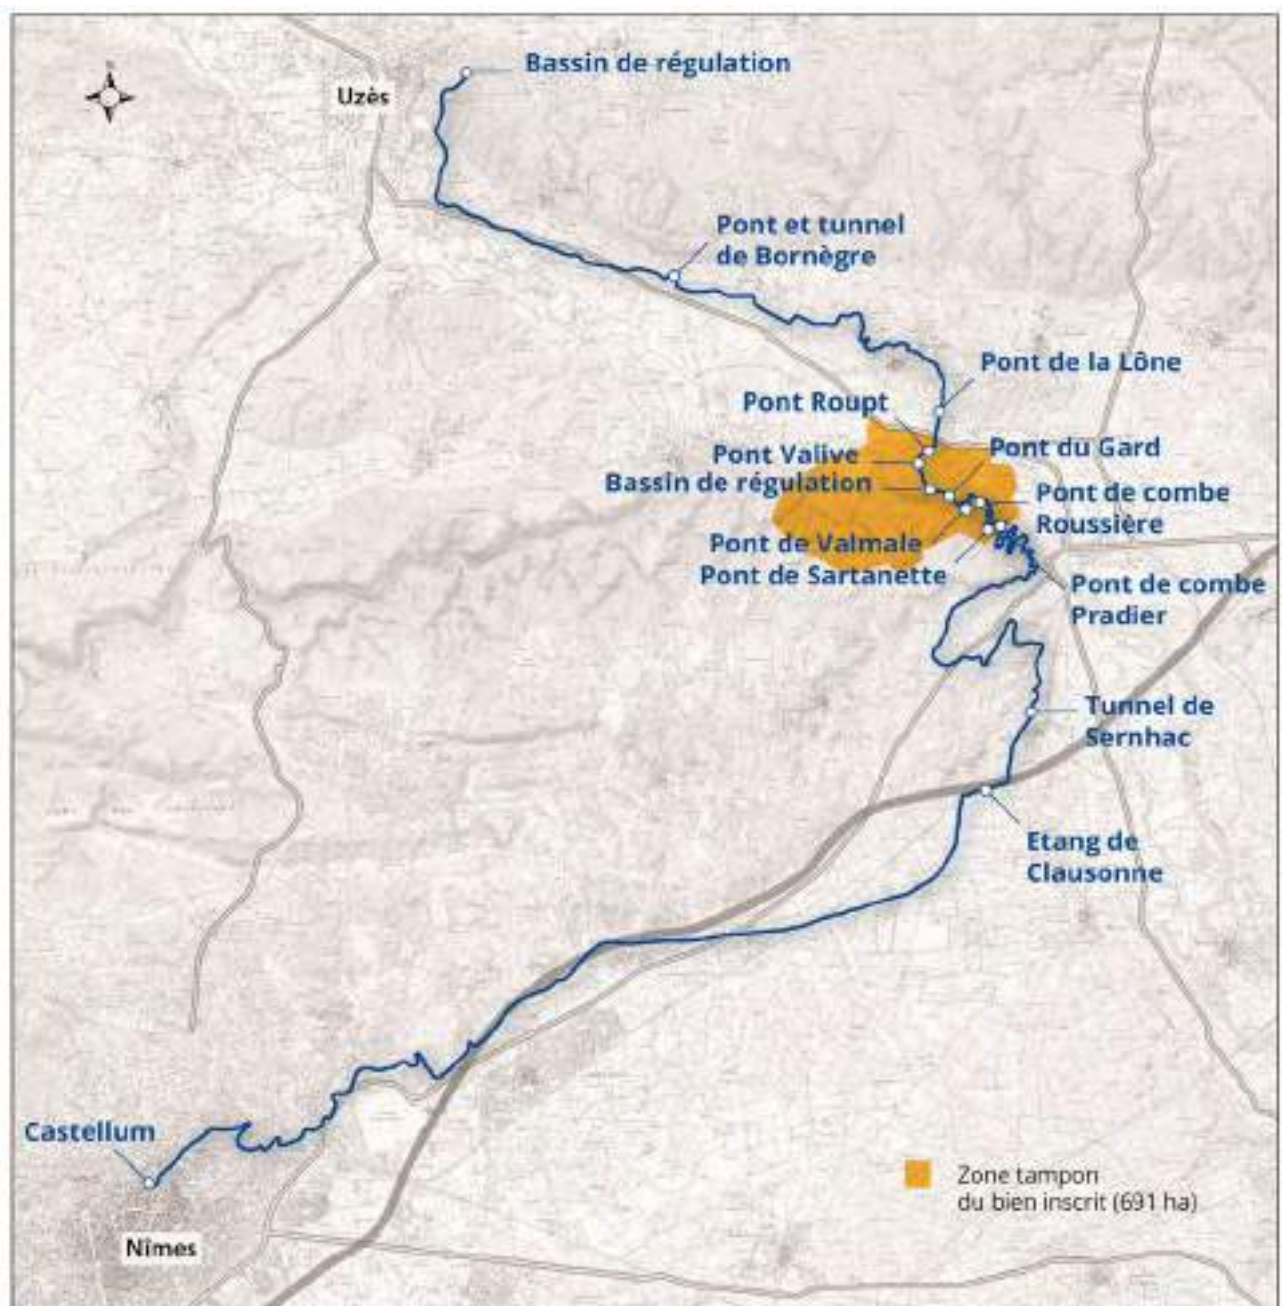 Bassin de régulation
Uzès
Pont et tunnel
de Bornègre
Pont de la Lône
Pont Roupt
Pont du Gard
Pont Valive
Bassin de régulation
Pont de combe
Roussière
Pont de Valmale
Pont de Sartanette
Pont de combe
Pradier
Tunnel de
Sernhac
Etang de
Clausonne
Castellum
Zone tampon
du bien inscrit (691 ha)
Nîmes